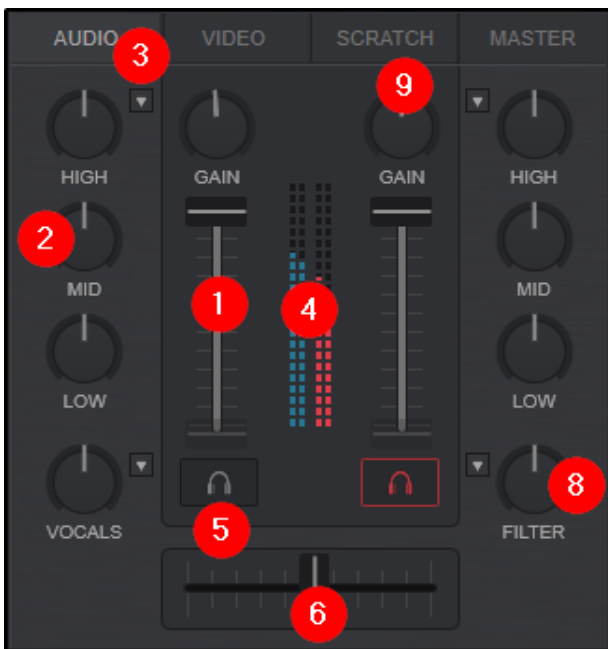 AUDIO VIDEO SCRATCH MASTER
3
9
HIGH GAIN GAIN HIGH
2
MID 1 4 MID
LOW LOW
8
VOCALS 5 FILTER
6